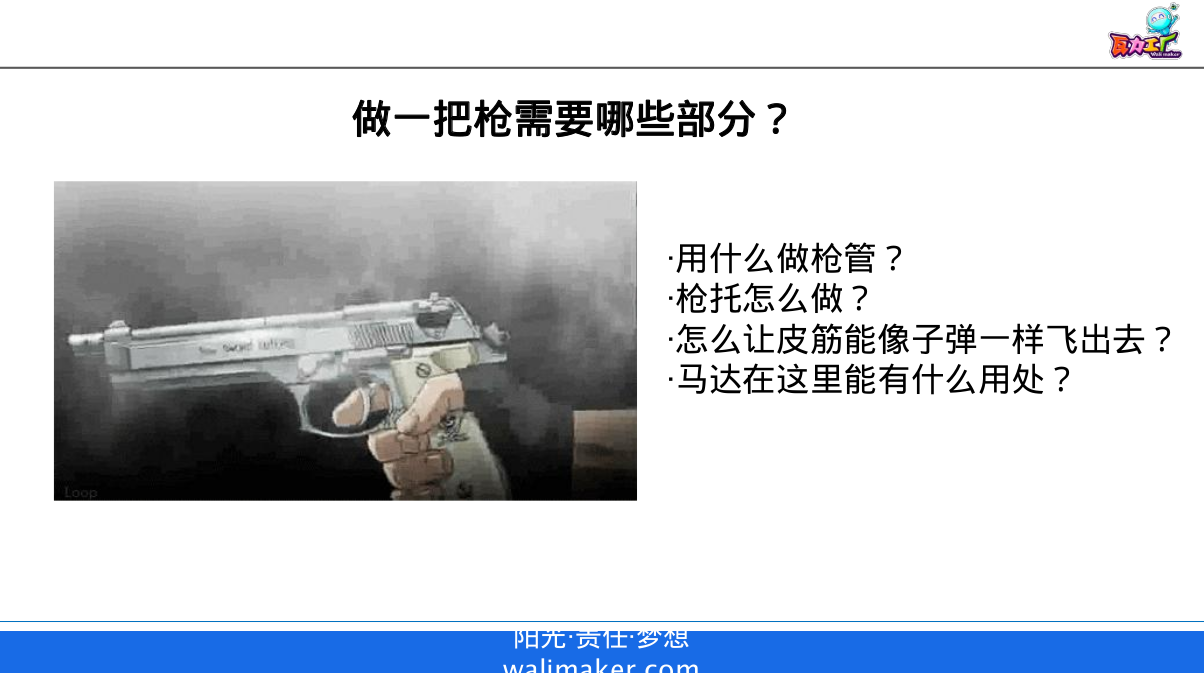 瓦力工厂
Wali maker
做一把枪需要哪些部分？
·用什么做枪管？
·枪托怎么做？
·怎么让皮筋能像子弹一样飞出去？
·马达在这里能有什么用处？
Loop
阳光·责任·梦想
walimaker.com